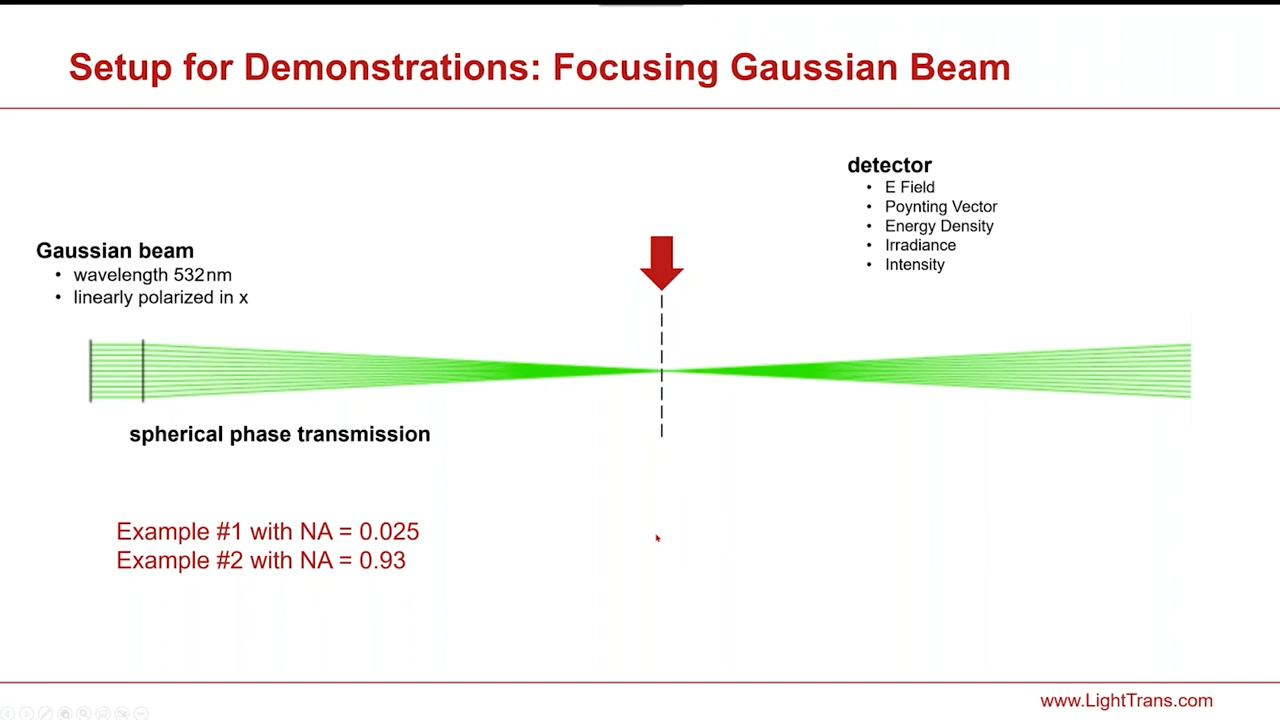 Setup for Demonstrations: Focusing Gaussian Beam
detector
• E Field
• Poynting Vector
• Energy Density
• Irradiance
• Intensity
Gaussian beam
• wavelength 532nm
• linearly polarized in x
spherical phase transmission
Example #1 with NA = 0.025
Example #2 with NA = 0.93
www.LightTrans.com